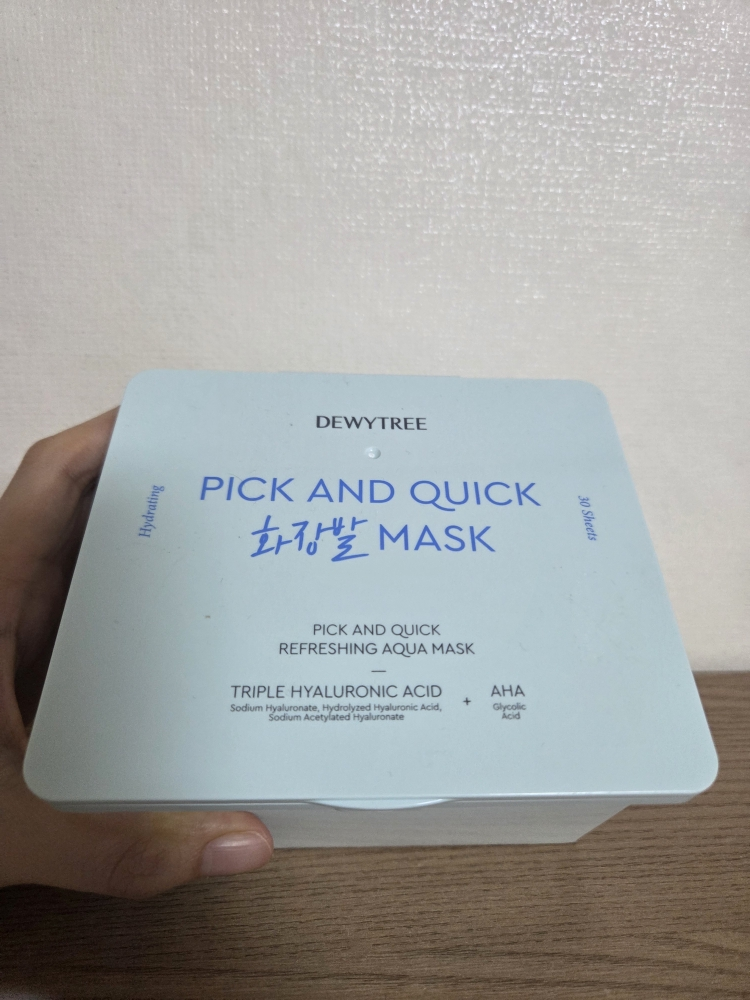 DEWYTREE
PICK AND QUICK
화장발 MASK
Hydrating
30 Sheets
PICK AND QUICK
REFRESHING AQUA MASK
TRIPLE HYALURONIC ACID + AHA
Sodium Hyaluronate, Hydrolyzed Hyaluronic Acid,
Sodium Acetylated Hyaluronate
Glycolic
Acid